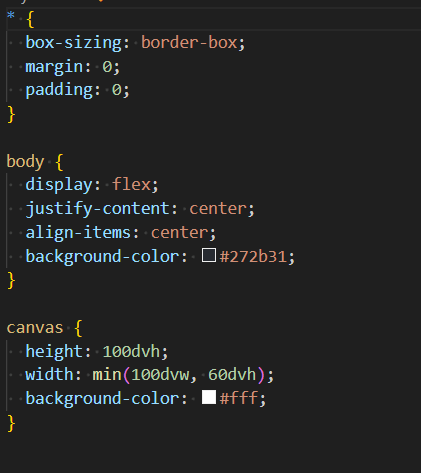 * {
  box-sizing: border-box;
  margin: 0;
  padding: 0;
}
body {
  display: flex;
  justify-content: center;
  align-items: center;
  background-color: #272b31;
}
canvas {
  height: 100dvh;
  width: min(100dvw, 60dvh);
  background-color: #fff;
}